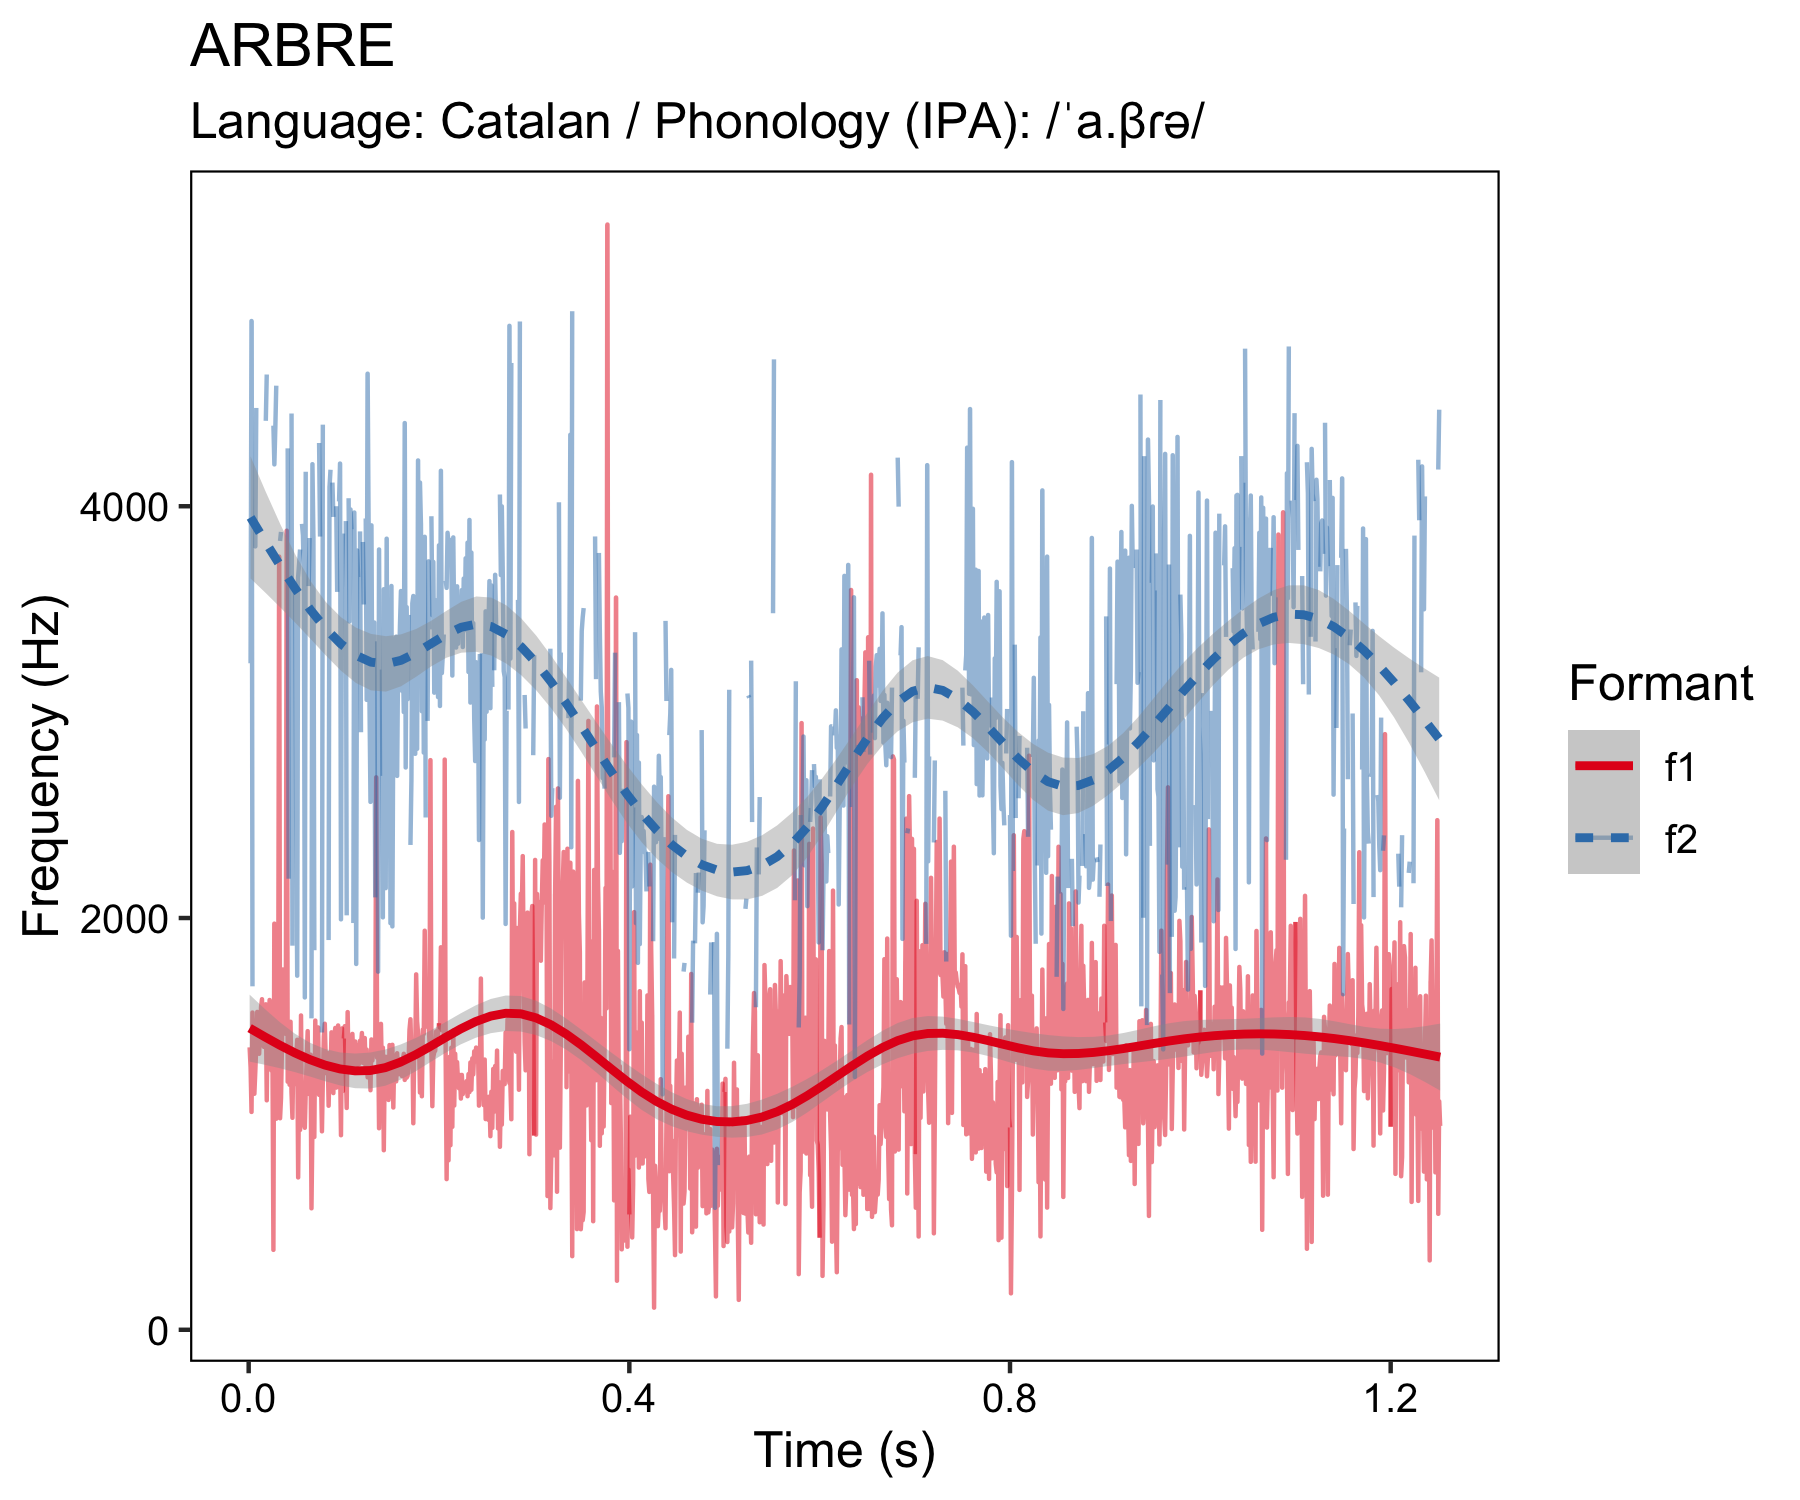 ARBRE
Language: Catalan / Phonology (IPA): /ˈa.βɾə/
Frequency (Hz)
4000
2000
0
0.0 0.4 0.8 1.2
Time (s)
Formant
f1
f2